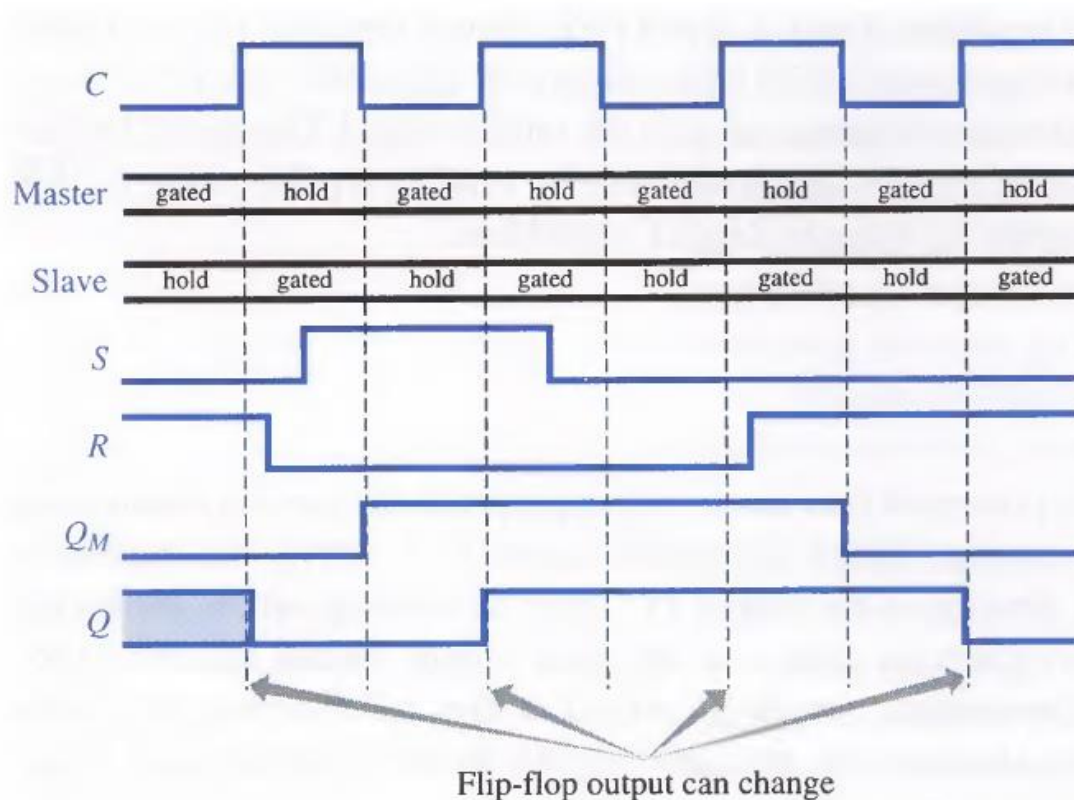 C
Master gated hold gated hold gated hold gated hold
Slave hold gated hold gated hold gated hold gated
S
R
Q_M
Q
Flip-flop output can change